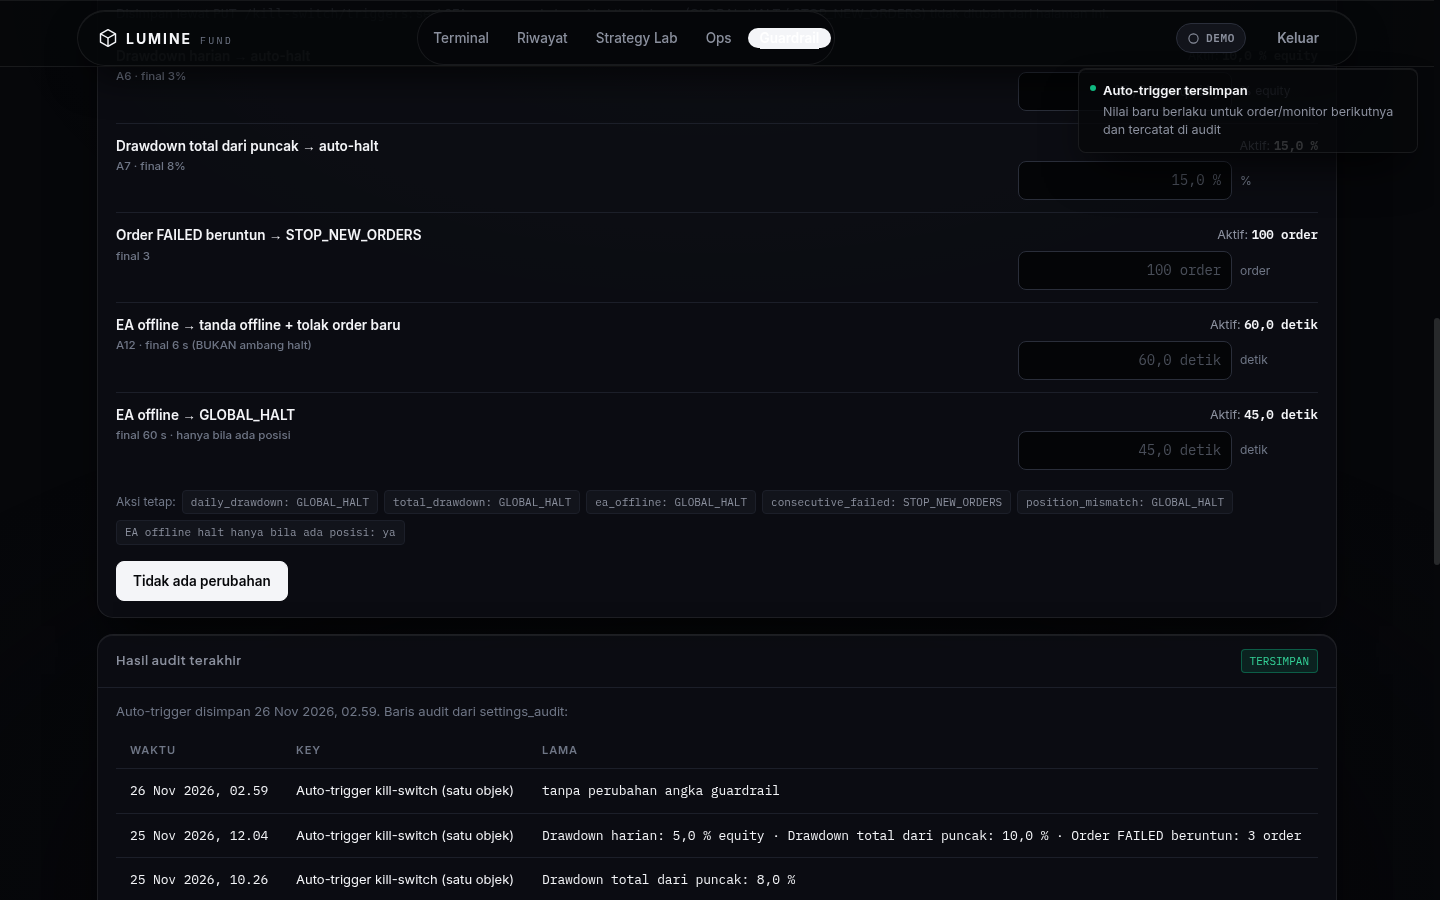 LUMINE FUND
Terminal
Riwayat
Strategy Lab
Ops
Guardrail
DEMO
Keluar
Drawdown harian → auto-halt
A6 · final 3%
Auto-trigger tersimpan
Nilai baru berlaku untuk order/monitor berikutnya
dan tercatat di audit
Drawdown total dari puncak → auto-halt
Aktif: 15,0 %
A7 · final 8%
15,0 % %
Order FAILED beruntun → STOP_NEW_ORDERS
Aktif: 100 order
final 3
100 order order
EA offline → tanda offline + tolak order baru
Aktif: 60,0 detik
A12 · final 6 s (BUKAN ambang halt)
60,0 detik detik
EA offline → GLOBAL_HALT
Aktif: 45,0 detik
final 60 s · hanya bila ada posisi
45,0 detik detik
Aksi tetap: daily_drawdown: GLOBAL_HALT total_drawdown: GLOBAL_HALT ea_offline: GLOBAL_HALT consecutive_failed: STOP_NEW_ORDERS position_mismatch: GLOBAL_HALT
EA offline halt hanya bila ada posisi: ya
Tidak ada perubahan
Hasil audit terakhir
TERSIMPAN
Auto-trigger disimpan 26 Nov 2026, 02.59. Baris audit dari settings_audit:
WAKTU KEY LAMA
26 Nov 2026, 02.59 Auto-trigger kill-switch (satu objek) tanpa perubahan angka guardrail
25 Nov 2026, 12.04 Auto-trigger kill-switch (satu objek) Drawdown harian: 5,0 % equity · Drawdown total dari puncak: 10,0 % · Order FAILED beruntun: 3 order
25 Nov 2026, 10.26 Auto-trigger kill-switch (satu objek) Drawdown total dari puncak: 8,0 %